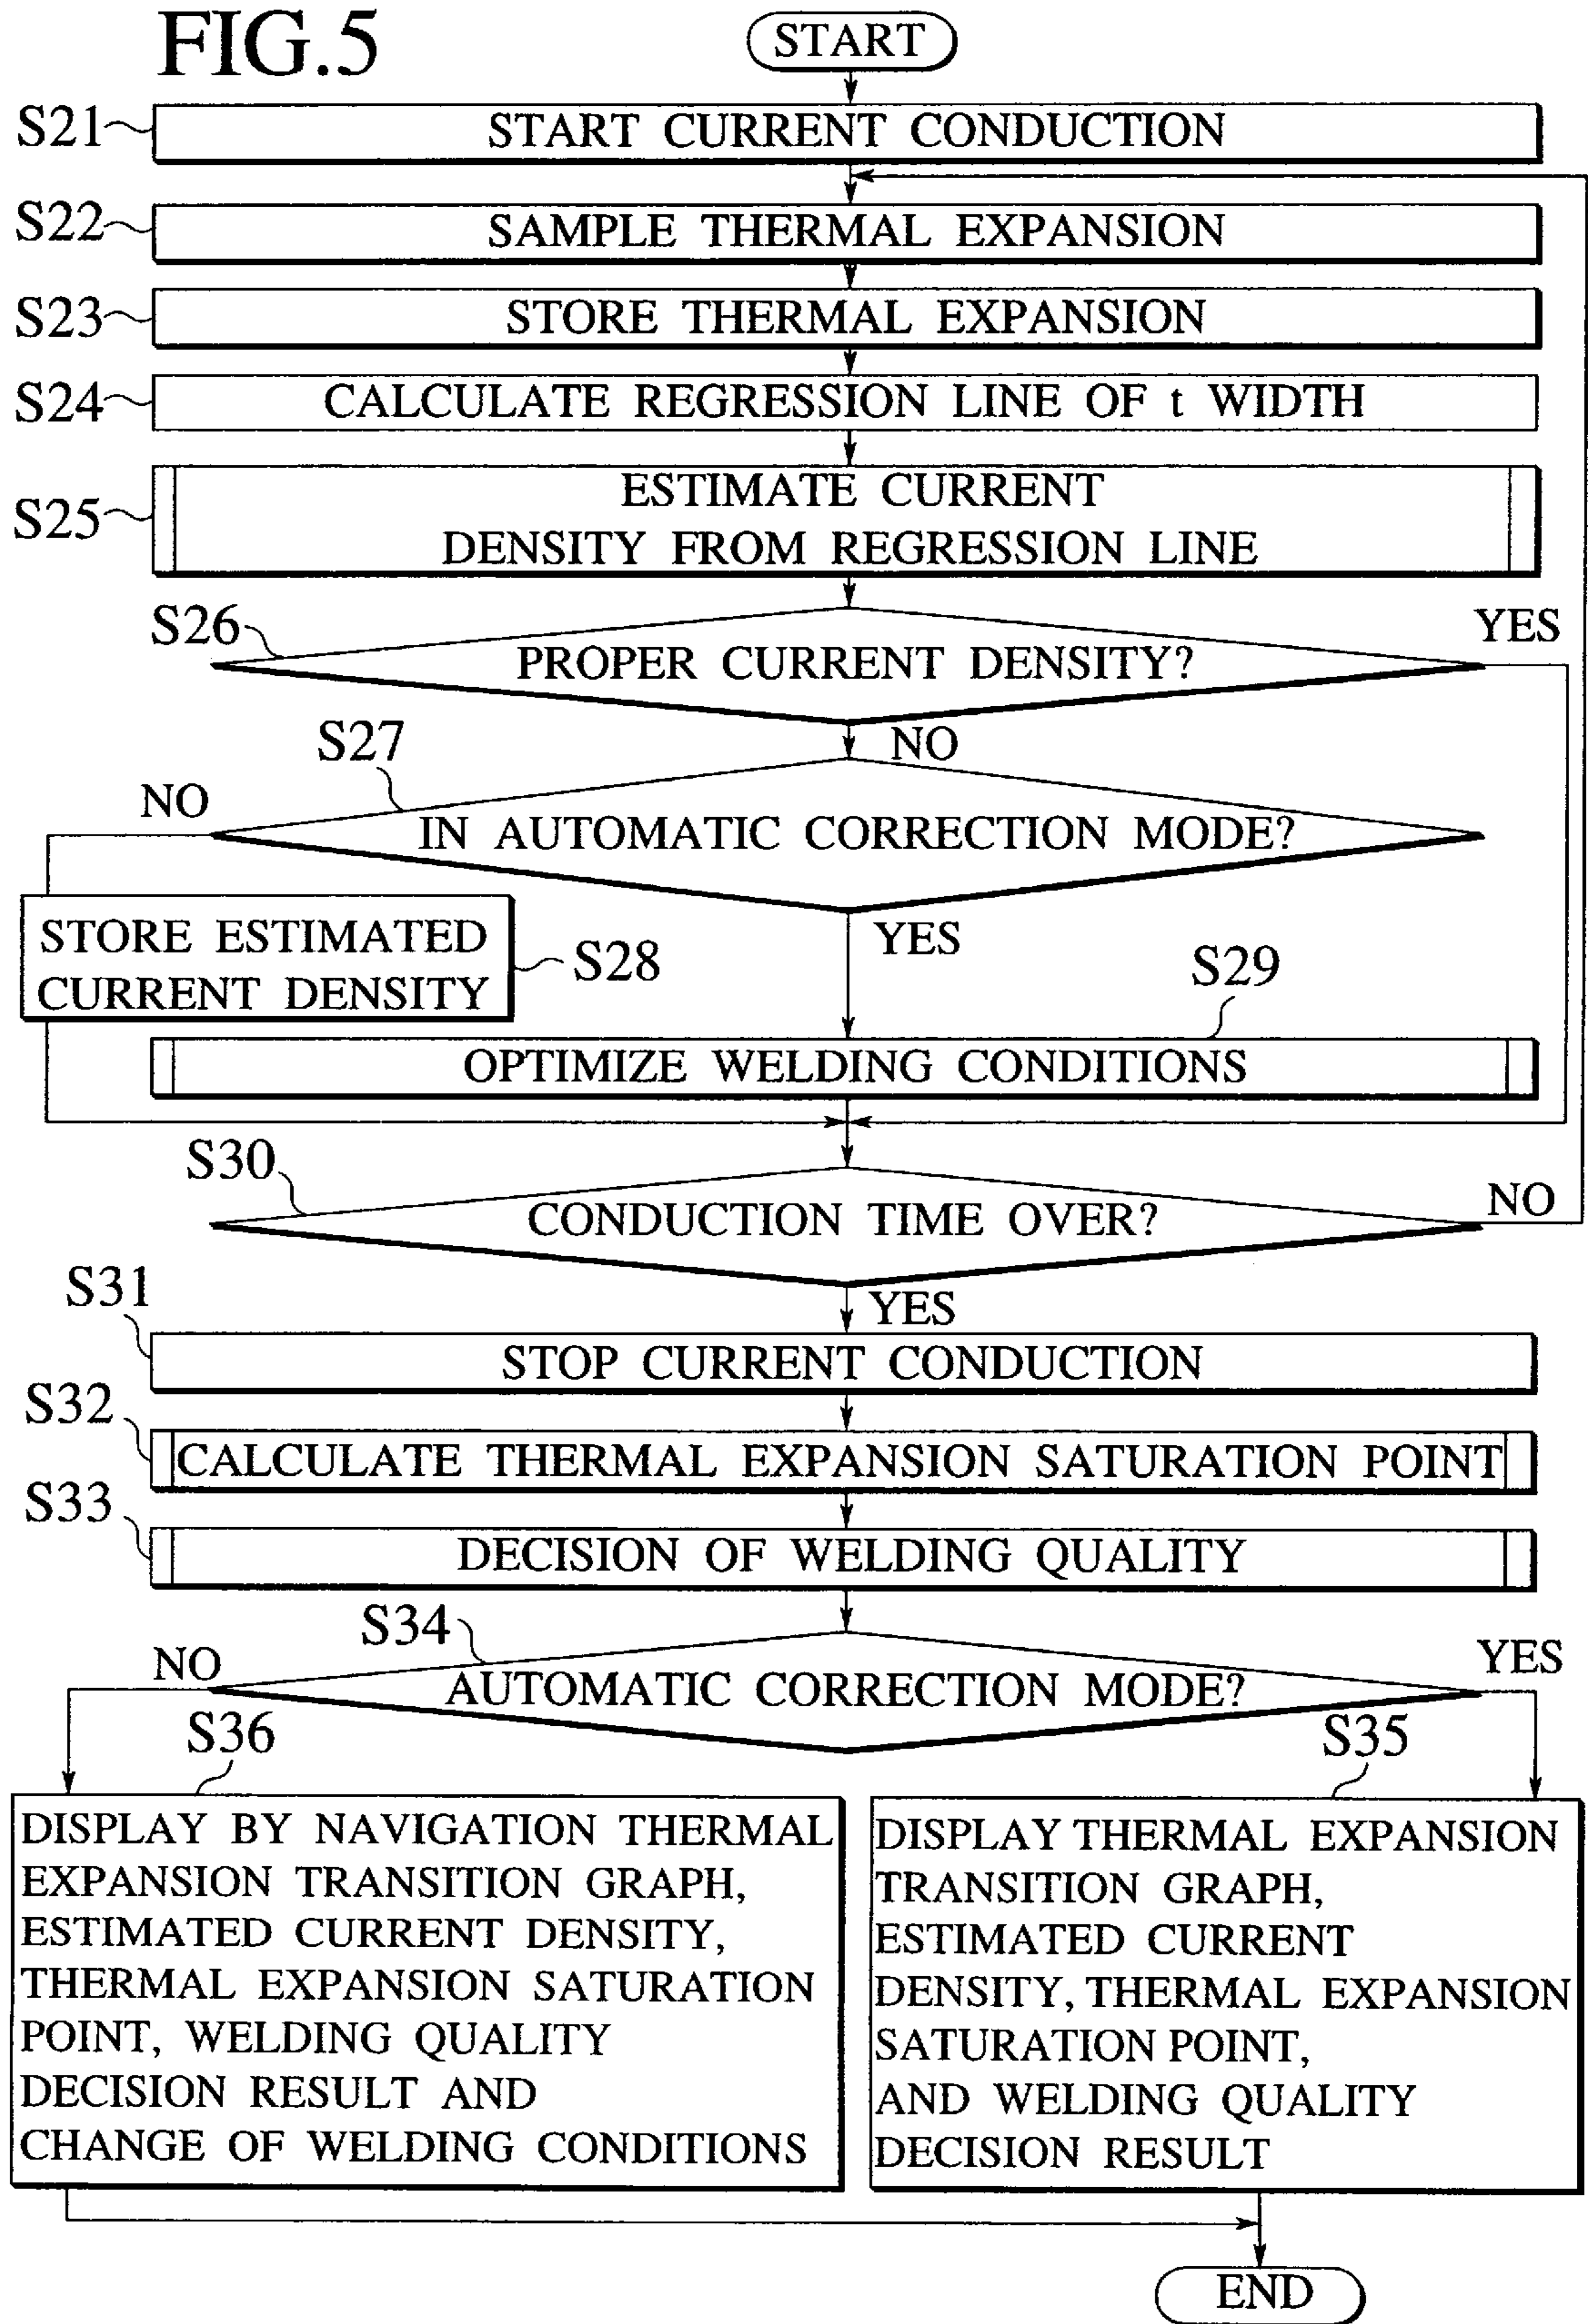 FIG.5
START
S21
START CURRENT CONDUCTION
S22
SAMPLE THERMAL EXPANSION
S23
STORE THERMAL EXPANSION
S24
CALCULATE REGRESSION LINE OF t WIDTH
S25
ESTIMATE CURRENT
DENSITY FROM REGRESSION LINE
S26
PROPER CURRENT DENSITY?
YES
NO
S27
NO
IN AUTOMATIC CORRECTION MODE?
YES
STORE ESTIMATED
CURRENT DENSITY
S28
S29
OPTIMIZE WELDING CONDITIONS
S30
CONDUCTION TIME OVER?
NO
YES
S31
STOP CURRENT CONDUCTION
S32
CALCULATE THERMAL EXPANSION SATURATION POINT
S33
DECISION OF WELDING QUALITY
S34
NO
AUTOMATIC CORRECTION MODE?
YES
S36
DISPLAY BY NAVIGATION THERMAL
EXPANSION TRANSITION GRAPH,
ESTIMATED CURRENT DENSITY,
THERMAL EXPANSION SATURATION
POINT, WELDING QUALITY
DECISION RESULT AND
CHANGE OF WELDING CONDITIONS
S35
DISPLAY THERMAL EXPANSION
TRANSITION GRAPH,
ESTIMATED CURRENT
DENSITY, THERMAL EXPANSION
SATURATION POINT,
AND WELDING QUALITY
DECISION RESULT
END